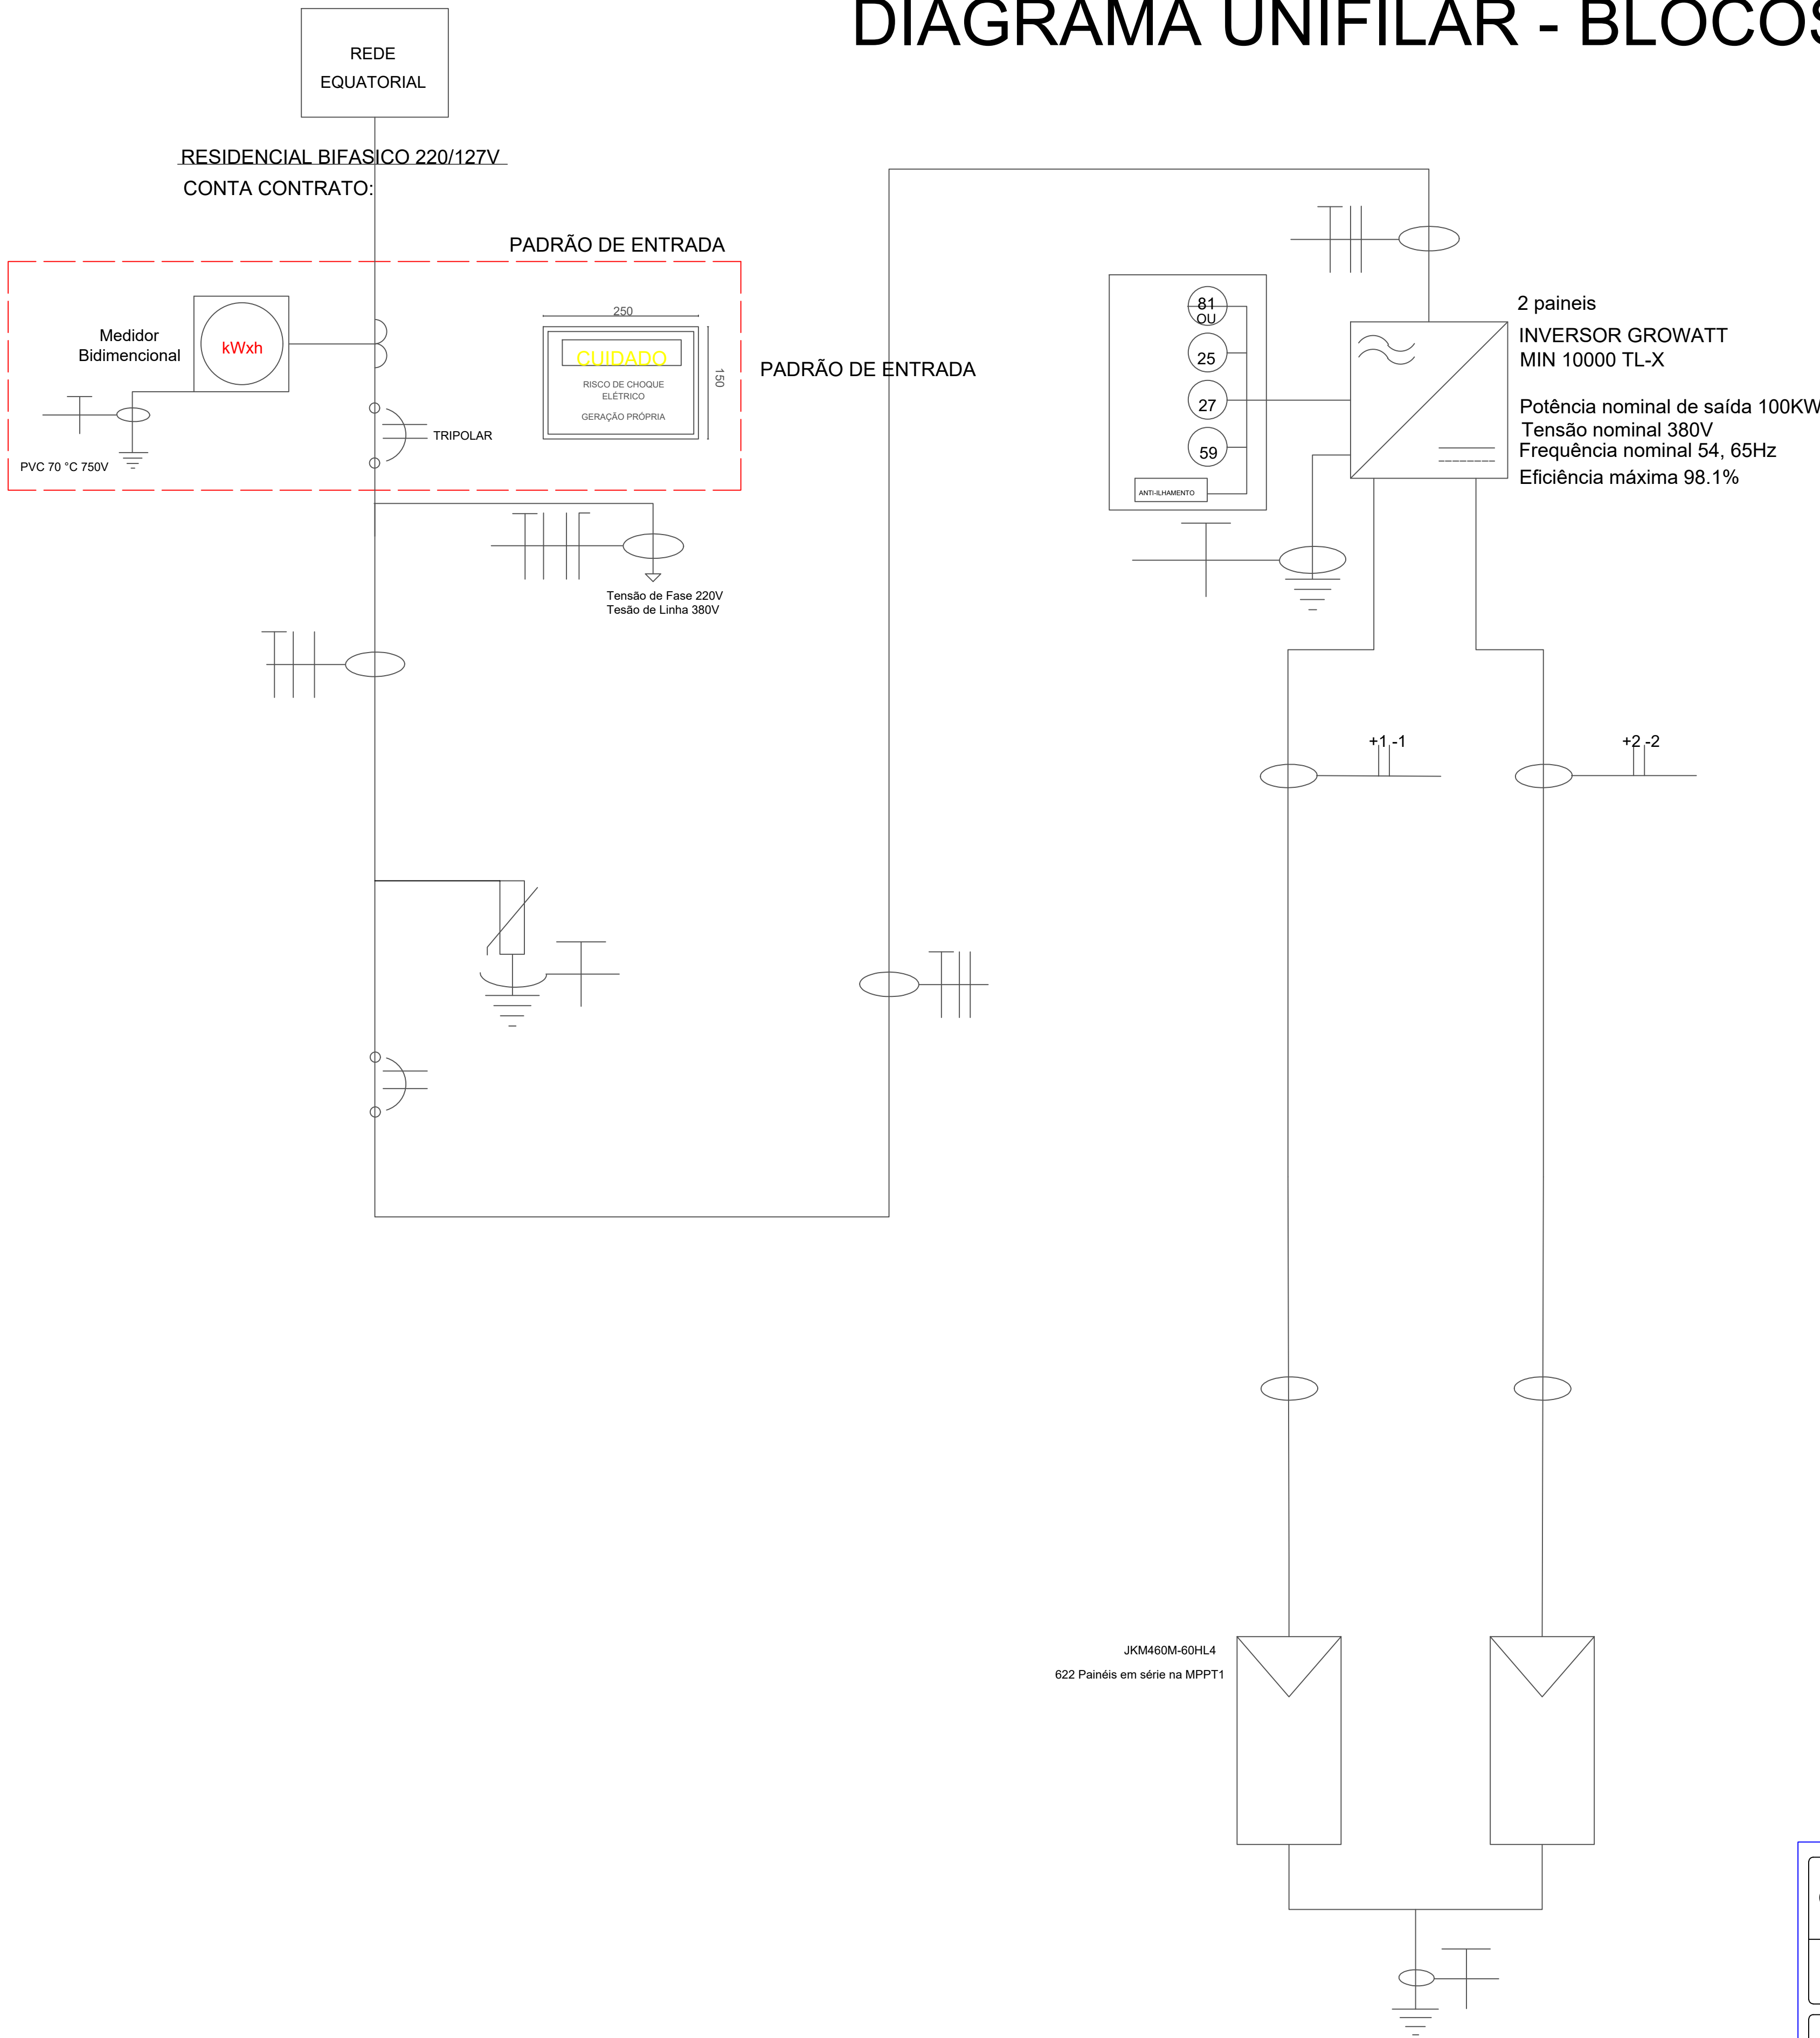 DIAGRAMA UNIFILAR - BLOCOS
REDE
EQUATORIAL
RESIDENCIAL BIFASICO 220/127V
CONTA CONTRATO:
PADRÃO DE ENTRADA
Medidor
Bidimencional
kWxh
PVC 70 °C 750V
TRIPOLAR
250
150
CUIDADO
RISCO DE CHOQUE
ELÉTRICO
GERAÇÃO PRÓPRIA
PADRÃO DE ENTRADA
Tensão de Fase 220V
Tesão de Linha 380V
81
OU
25
27
59
ANTI-ILHAMENTO
2 paineis
INVERSOR GROWATT
MIN 10000 TL-X
Potência nominal de saída 100KW
Tensão nominal 380V
Frequência nominal 54, 65Hz
Eficiência máxima 98.1%
+1 -1
+2 -2
JKM460M-60HL4
622 Painéis em série na MPPT1